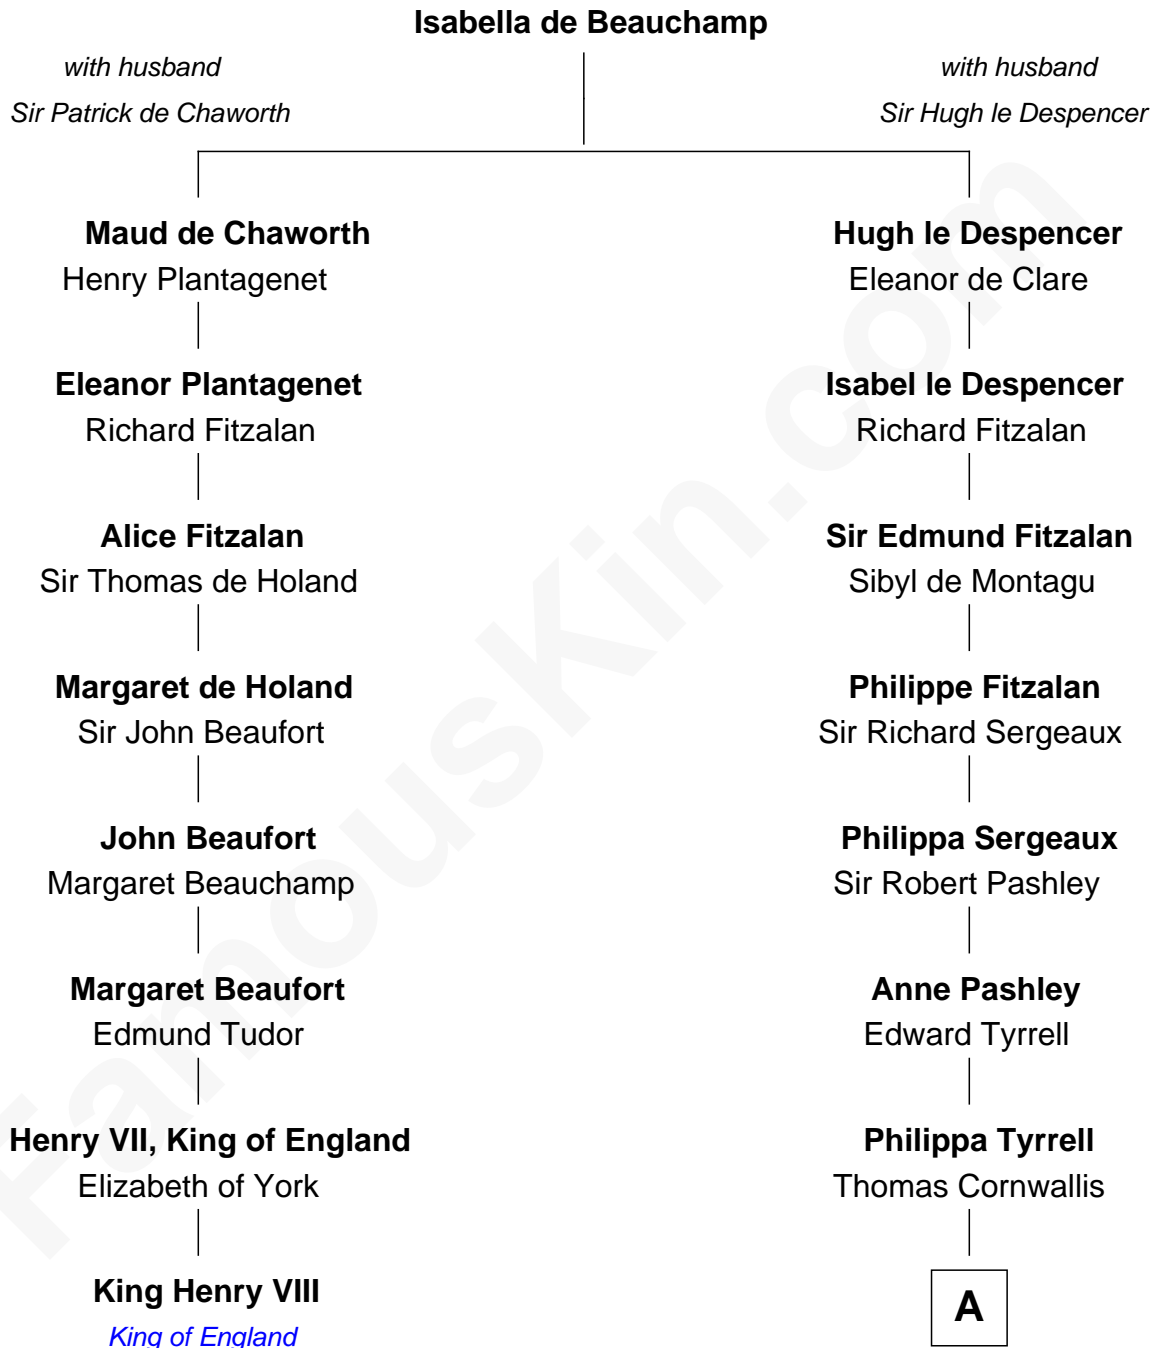 Isabella de Beauchamp
with husband
Sir Patrick de Chaworth
with husband
Sir Hugh le Despencer
Maud de Chaworth
Henry Plantagenet
Hugh le Despencer
Eleanor de Clare
Eleanor Plantagenet
Richard Fitzalan
Isabel le Despencer
Richard Fitzalan
Alice Fitzalan
Sir Thomas de Holand
Sir Edmund Fitzalan
Sibyl de Montagu
Margaret de Holand
Sir John Beaufort
Philippe Fitzalan
Sir Richard Sergeaux
John Beaufort
Margaret Beauchamp
Philippa Sergeaux
Sir Robert Pashley
Margaret Beaufort
Edmund Tudor
Anne Pashley
Edward Tyrrell
Henry VII, King of England
Elizabeth of York
Philippa Tyrrell
Thomas Cornwallis
King Henry VIII
King of England
A
FamousKin.com